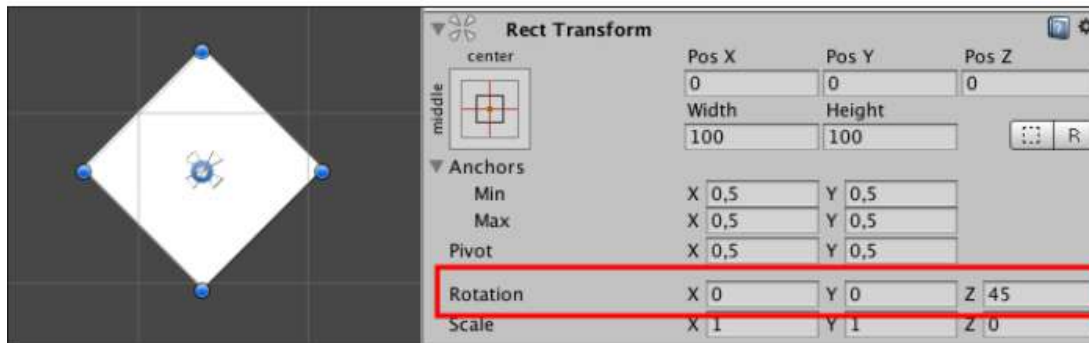 Rect Transform
center
Pos X Pos Y Pos Z
middle
0 0 0
Width Height
100 100
R
Anchors
Min X 0,5 Y 0,5
Max X 0,5 Y 0,5
Pivot X 0,5 Y 0,5
Rotation X 0 Y 0 Z 45
Scale X 1 Y 1 Z 0